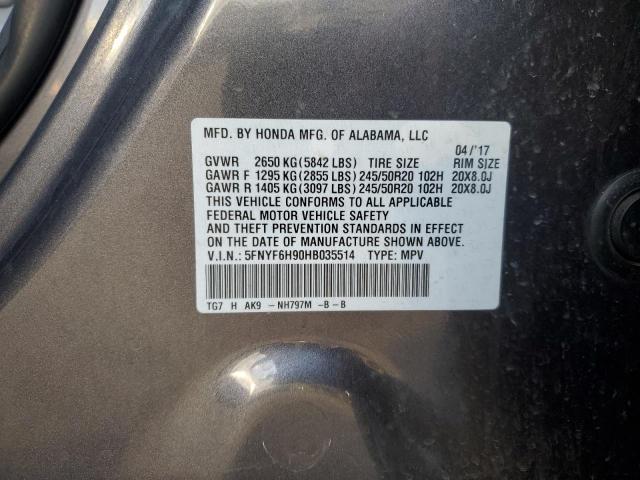 MFD. BY HONDA MFG. OF ALABAMA, LLC
04/'17
GVWR 2650 KG(5842 LBS) TIRE SIZE RIM SIZE
GAWR F 1295 KG(2855 LBS) 245/50R20 102H 20X8.0J
GAWR R 1405 KG(3097 LBS) 245/50R20 102H 20X8.0J
THIS VEHICLE CONFORMS TO ALL APPLICABLE
FEDERAL MOTOR VEHICLE SAFETY
AND THEFT PREVENTION STANDARDS IN EFFECT
ON THE DATE OF MANUFACTURE SHOWN ABOVE.
V.I.N.: 5FNYF6H90HB035514 TYPE: MPV
TG7 H AK9 -NH797M -B-B